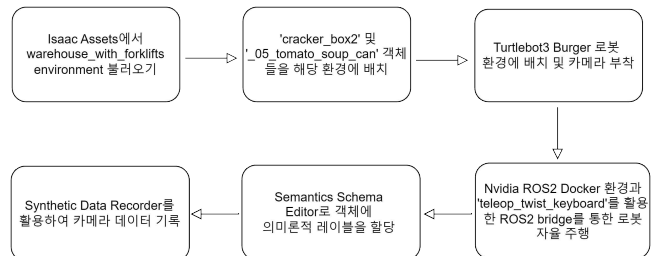 Isaac Assets에서
warehouse_with_forklifts
environment 불러오기
'cracker_box2' 및
'_05_tomato_soup_can' 객체
들을 해당 환경에 배치
Turtlebot3 Burger 로봇
환경에 배치 및 카메라 부착
Nvidia ROS2 Docker 환경과
'teleop_twist_keyboard'를 활용
한 ROS2 bridge를 통한 로봇
자율 주행
Semantics Schema
Editor로 객체에
의미론적 레이블을 할당
Synthetic Data Recorder를
활용하여 카메라 데이터 기록